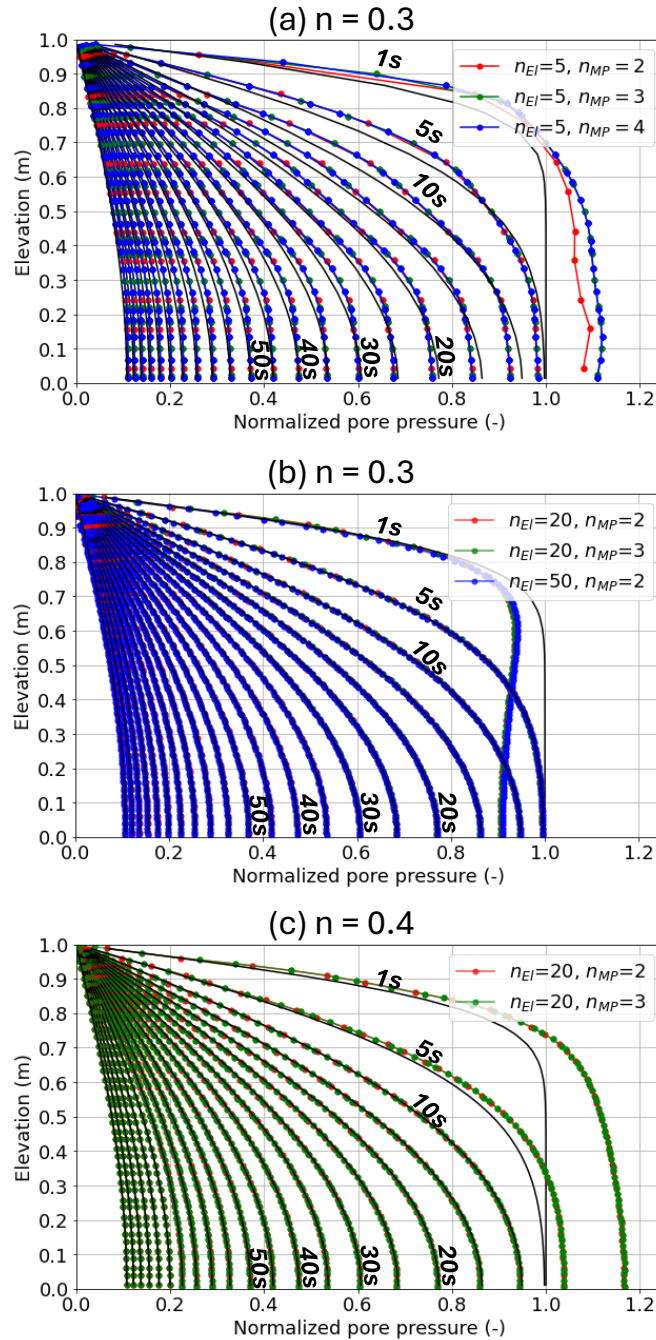 (a) n = 0.3
1.0
0.9
0.8
0.7
0.6
0.5
0.4
0.3
0.2
0.1
0.0
Elevation (m)
1s
5s
10s
50s
40s
30s
20s
n_El=5, n_MP = 2
n_El=5, n_MP = 3
n_El=5, n_MP = 4
0.0 0.2 0.4 0.6 0.8 1.0 1.2
Normalized pore pressure (-)
(b) n = 0.3
1.0
0.9
0.8
0.7
0.6
0.5
0.4
0.3
0.2
0.1
0.0
Elevation (m)
1s
5s
10s
50s
40s
30s
20s
n_El=20, n_MP = 2
n_El=20, n_MP = 3
n_El=50, n_MP = 2
0.0 0.2 0.4 0.6 0.8 1.0 1.2
Normalized pore pressure (-)
(c) n = 0.4
1.0
0.9
0.8
0.7
0.6
0.5
0.4
0.3
0.2
0.1
0.0
Elevation (m)
1s
5s
10s
50s
40s
30s
20s
n_El=20, n_MP = 2
n_El=20, n_MP = 3
0.0 0.2 0.4 0.6 0.8 1.0 1.2
Normalized pore pressure (-)